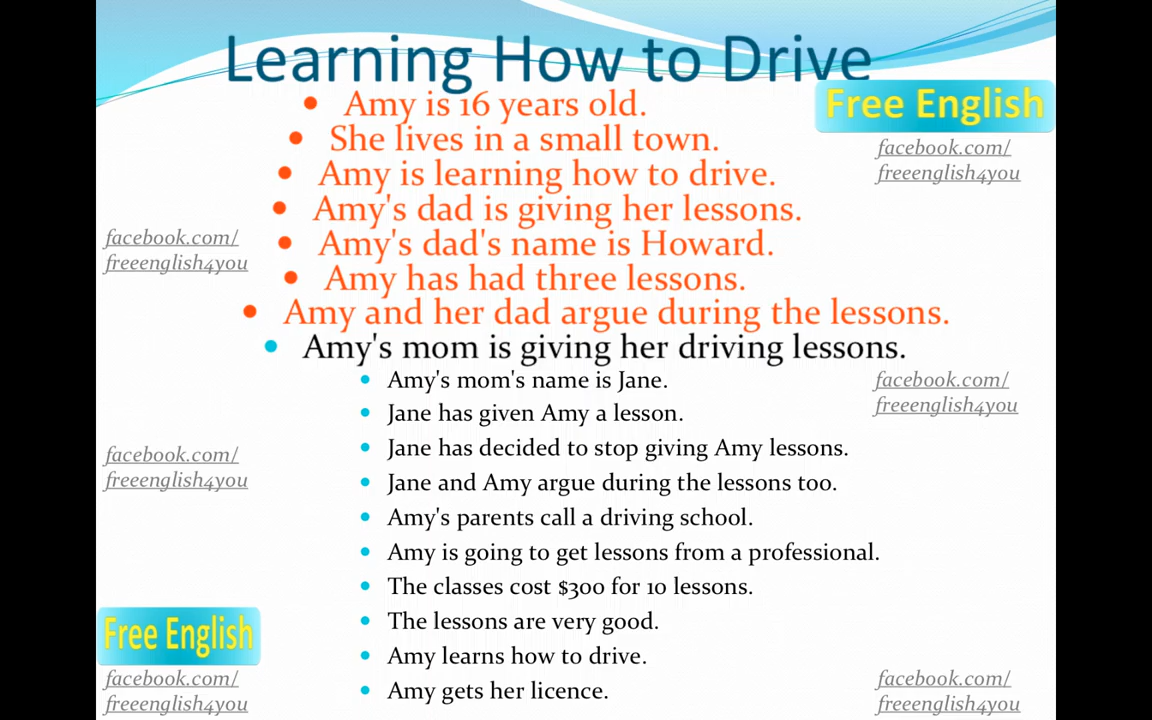 Learning How to Drive
Free English
facebook.com/
freeenglish4you
• Amy is 16 years old.
• She lives in a small town.
• Amy is learning how to drive.
• Amy's dad is giving her lessons.
• Amy's dad's name is Howard.
• Amy has had three lessons.
• Amy and her dad argue during the lessons.
• Amy's mom is giving her driving lessons.
• Amy's mom's name is Jane.
• Jane has given Amy a lesson.
• Jane has decided to stop giving Amy lessons.
• Jane and Amy argue during the lessons too.
• Amy's parents call a driving school.
• Amy is going to get lessons from a professional.
• The classes cost $300 for 10 lessons.
• The lessons are very good.
• Amy learns how to drive.
• Amy gets her licence.
facebook.com/
freeenglish4you
facebook.com/
freeenglish4you
facebook.com/
freeenglish4you
Free English
facebook.com/
freeenglish4you
facebook.com/
freeenglish4you